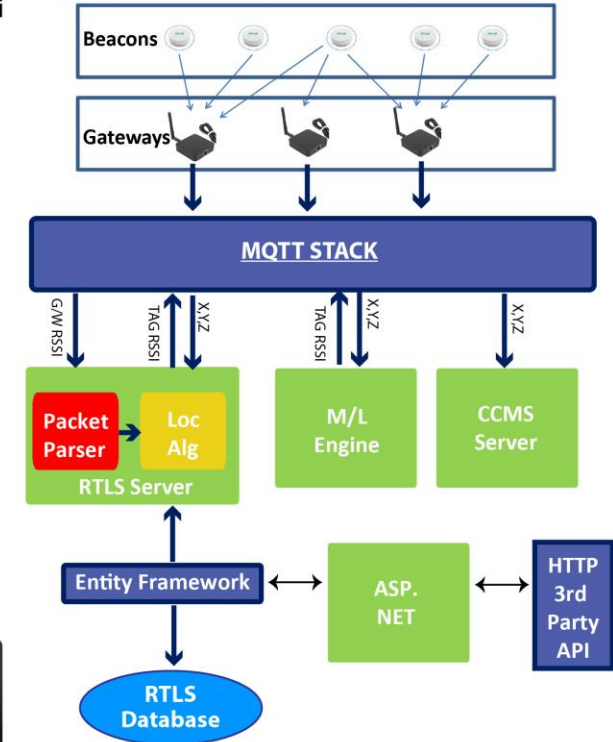 i
Beacons
Gateways
MQTT STACK
G/W RSSI
TAG RSSI
X,Y,Z
TAG RSSI
X,Y,Z
X,Y,Z
Packet
Parser
Loc
Alg
RTLS Server
M/L
Engine
CCMS
Server
Entity Framework
ASP.
NET
HTTP
3rd
Party
API
RTLS
Database